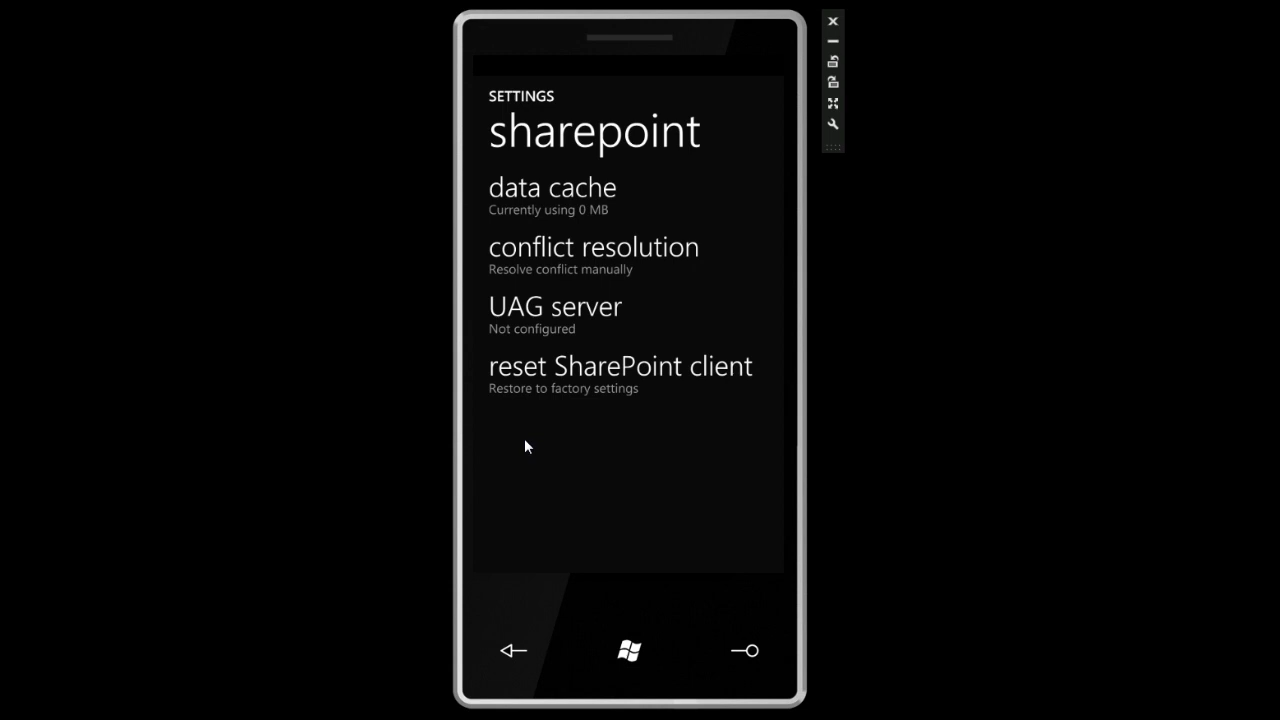 SETTINGS
sharepoint
data cache
Currently using 0 MB
conflict resolution
Resolve conflict manually
UAG server
Not configured
reset SharePoint client
Restore to factory settings